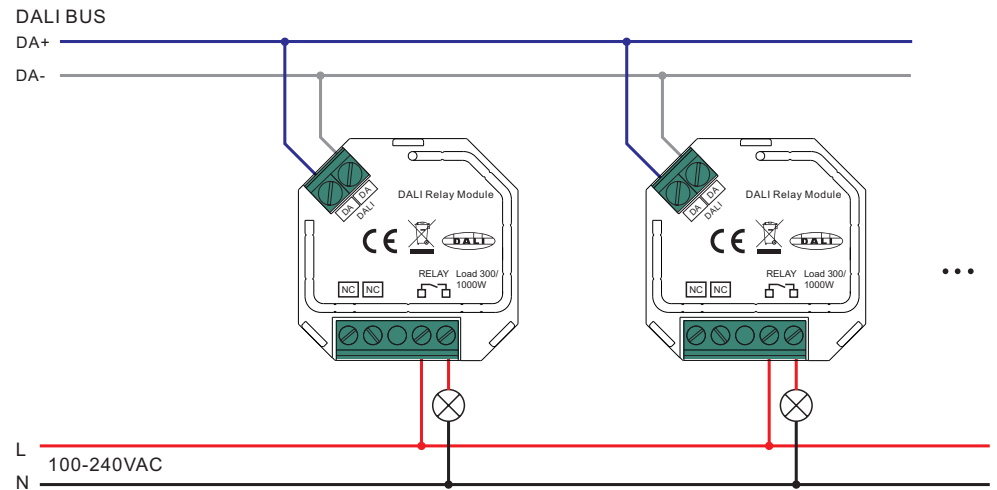 DALI BUS
DA+
DA-
DA DA
DALI
DALI Relay Module
CE
DALI
NC NC
RELAY
Load 300/
1000W
DA DA
DALI
DALI Relay Module
CE
DALI
NC NC
RELAY
Load 300/
1000W
...
L
100-240VAC
N